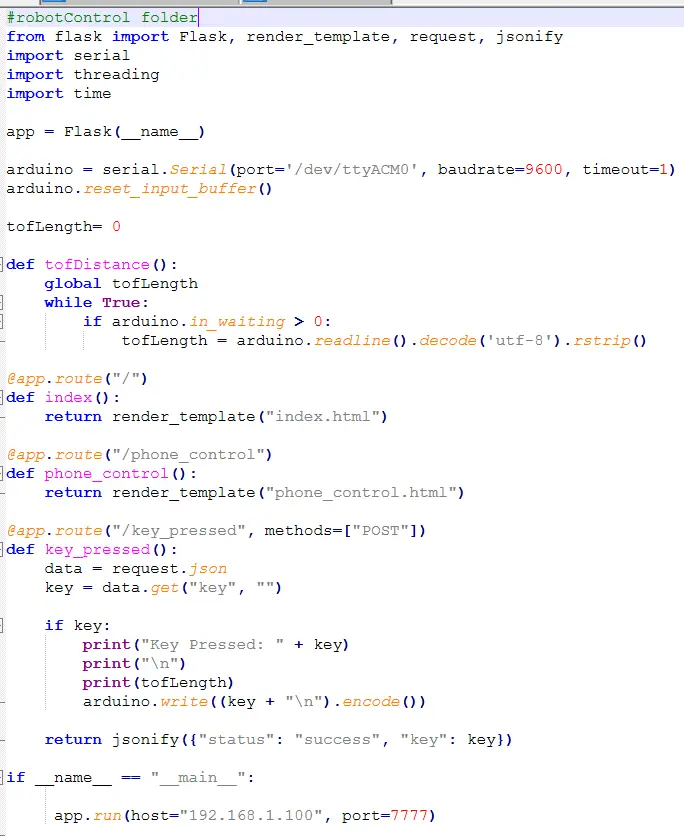 #robotControl folder
from flask import Flask, render_template, request, jsonify
import serial
import threading
import time

app = Flask(__name__)

arduino = serial.Serial(port='/dev/ttyACM0', baudrate=9600, timeout=1)
arduino.reset_input_buffer()

tofLength= 0

def tofDistance():
    global tofLength
    while True:
        if arduino.in_waiting > 0:
            tofLength = arduino.readline().decode('utf-8').rstrip()

@app.route("/")
def index():
    return render_template("index.html")

@app.route("/phone_control")
def phone_control():
    return render_template("phone_control.html")

@app.route("/key_pressed", methods=["POST"])
def key_pressed():
    data = request.json
    key = data.get("key", "")

    if key:
        print("Key Pressed: " + key)
        print("\n")
        print(tofLength)
        arduino.write((key + "\n").encode())

    return jsonify({"status": "success", "key": key})

if __name__ == "__main__":

     app.run(host="192.168.1.100", port=7777)